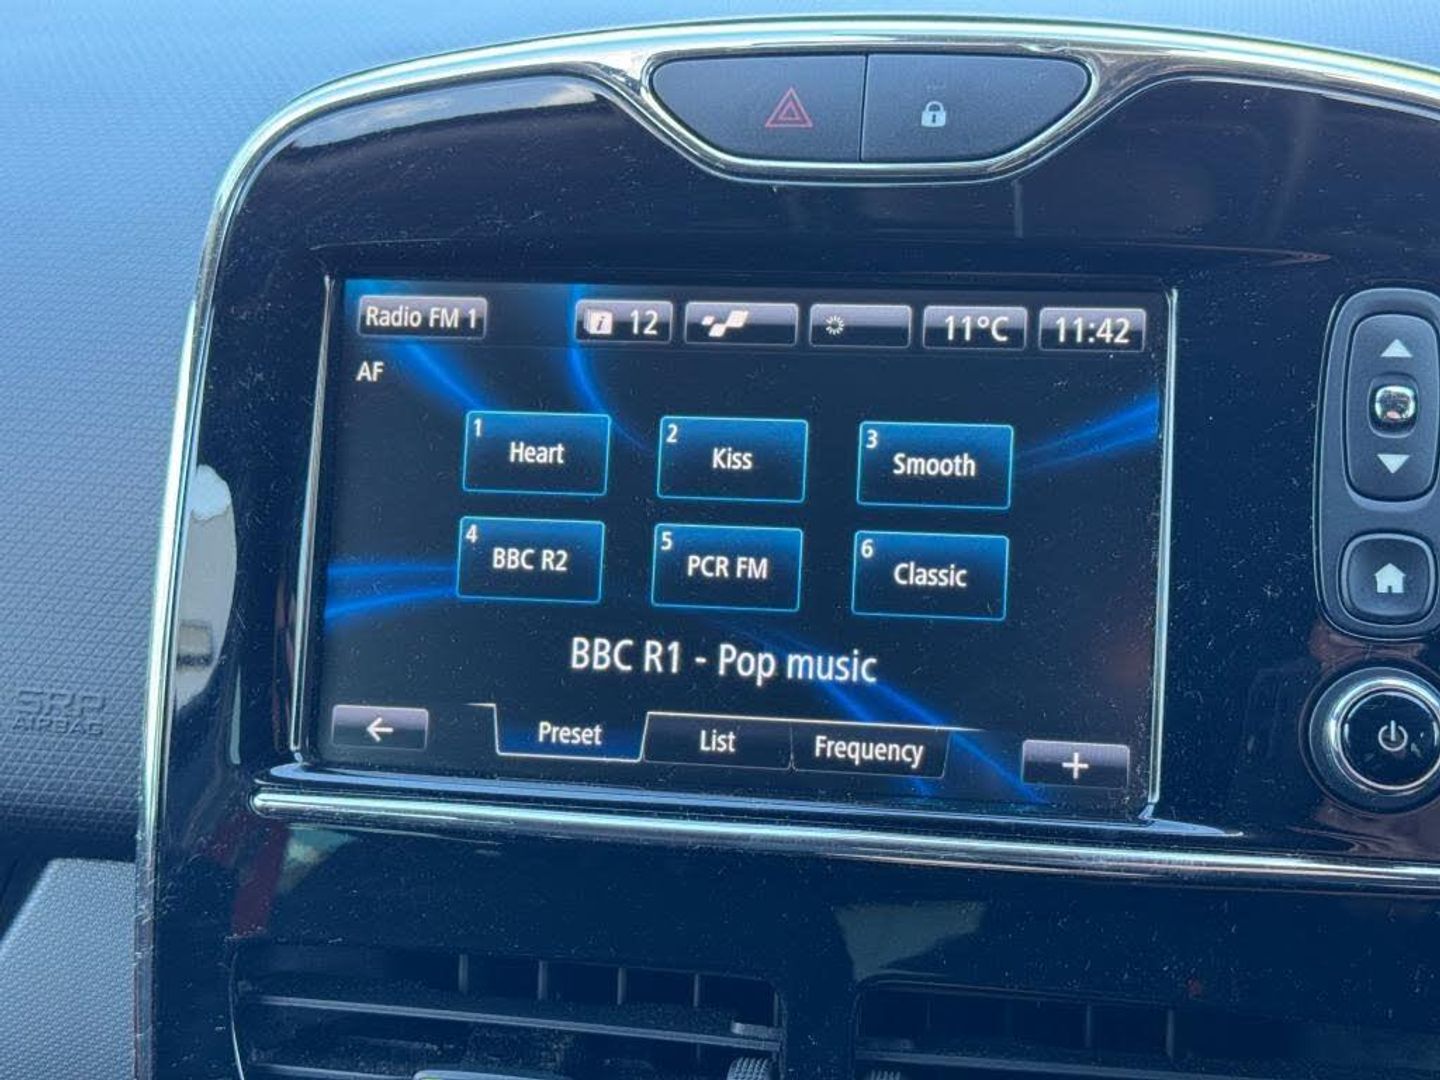 Radio FM 1
12
11°C
11:42
AF
1 Heart
2 Kiss
3 Smooth
4 BBC R2
5 PCR FM
6 Classic
BBC R1 - Pop music
Preset
List
Frequency
+
SRP
AIRBAG